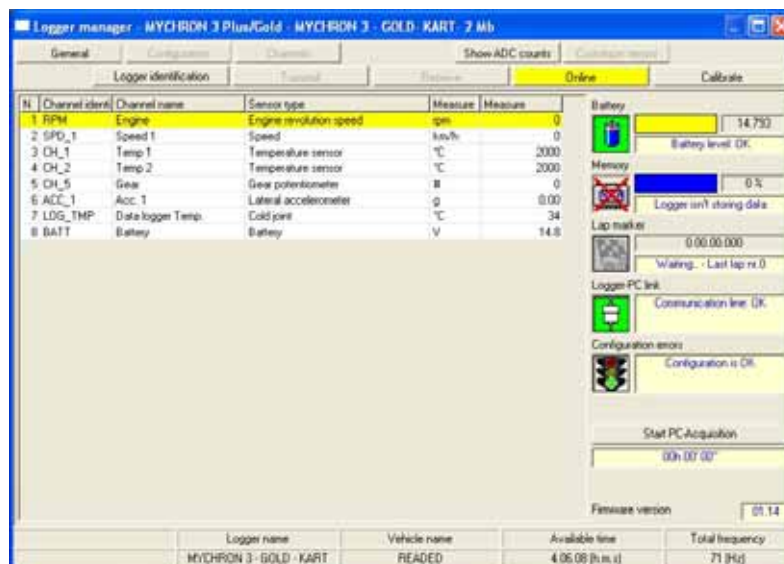 Logger manager - MYCHRON 3 Plus/Gold - MYCHRON 3 - GOLD- KART- 2 Mb
General Configuration Channels Show ADC counts
Logger identification Transmit Online Calibrate
N Channel identi Channel name Sensor type Measure Measure
1 RPM Engine Engine revolution speed rpm 0
2 SPD_1 Speed 1 Speed km/h 0
3 CH_1 Temp 1 Temperature sensor °C 2000
4 CH_2 Temp 2 Temperature sensor °C 2000
5 CH_5 Gear Gear potentiometer # 0
6 ACC_1 Acc. 1 Lateral accelerometer g 0.00
7 LOG_TMP Data logger Temp. Cold joint °C 34
8 BATT Battery Battery V 14.8
Battery
14.753
Battery level: OK
Memory
0 %
Logger isn't storing data
Lap marker
0.00.00.000
Waiting.. - Last lap nr.0
Logger-PC link
Communication line: OK
Configuration errors
Configuration is OK
Start PC-Acquisition
00h 00' 00"
Firmware version 01.14
Logger name Vehicle name Available time Total frequency
MYCHRON 3 - GOLD - KART READED 4.06.08 [h.m.s] 71 [Hz]